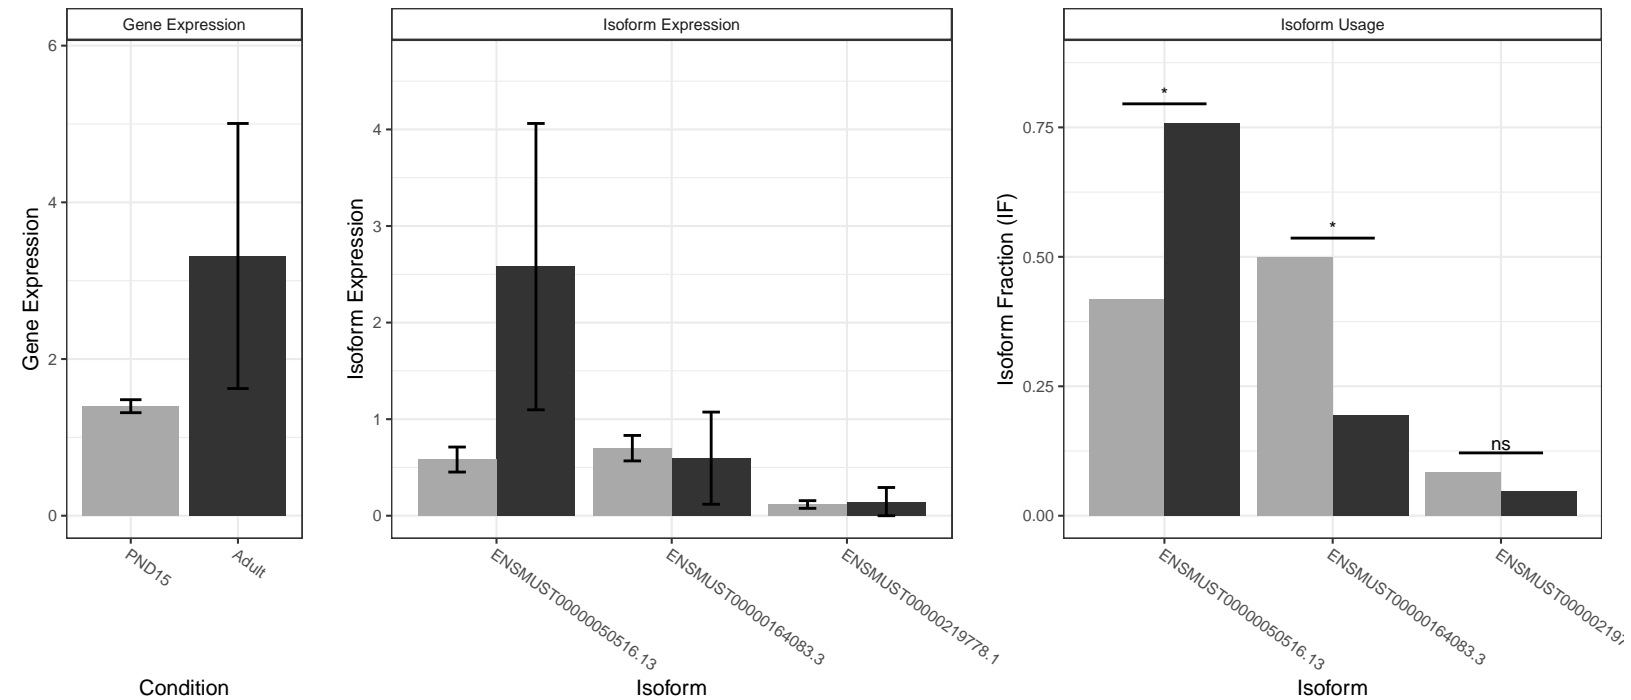 Gene Expression
Gene Expression
6
4
2
0
PND15
Adult
Condition
Isoform Expression
Isoform Expression
4
3
2
1
0
ENSMUST00000050516.13
ENSMUST00000164083.3
ENSMUST00000219778.1
Isoform
Isoform Usage
Isoform Fraction (IF)
0.75
0.50
0.25
0.00
*
*
ns
ENSMUST00000050516.13
ENSMUST00000164083.3
ENSMUST00000219
Isoform